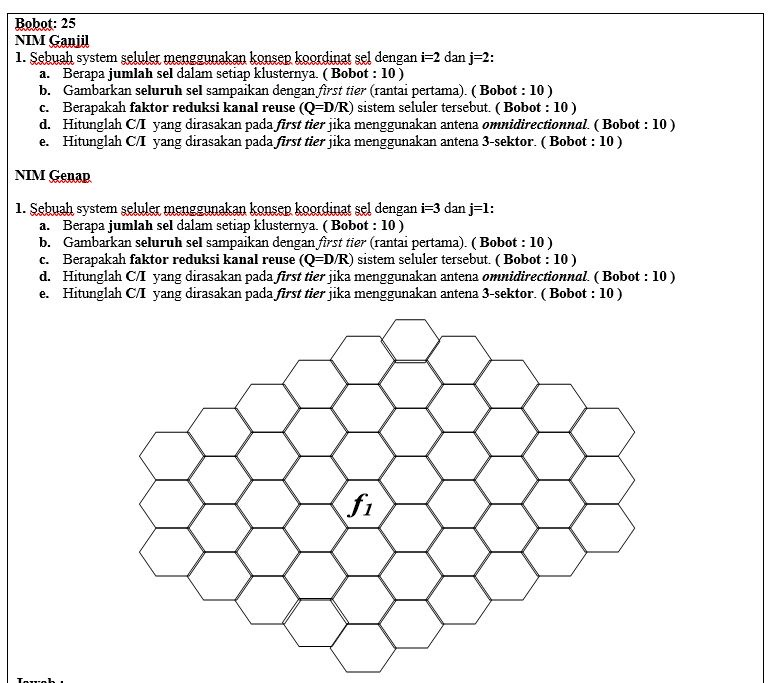 Bobot: 25
NIM Ganjil
1. Sebuah system seluler menggunakan konsep koordinat sel dengan i=2 dan j=2:
a. Berapa jumlah sel dalam setiap klusternya. ( Bobot : 10 )
b. Gambarkan seluruh sel sampaikan dengan first tier (rantai pertama). ( Bobot : 10 )
c. Berapakah faktor reduksi kanal reuse (Q=D/R) sistem seluler tersebut. ( Bobot : 10 )
d. Hitunglah C/I yang dirasakan pada first tier jika menggunakan antena omnidirectionnal. ( Bobot : 10 )
e. Hitunglah C/I yang dirasakan pada first tier jika menggunakan antena 3-sektor. ( Bobot : 10 )
NIM Genap
1. Sebuah system seluler menggunakan konsep koordinat sel dengan i=3 dan j=1:
a. Berapa jumlah sel dalam setiap klusternya. ( Bobot : 10 )
b. Gambarkan seluruh sel sampaikan dengan first tier (rantai pertama). ( Bobot : 10 )
c. Berapakah faktor reduksi kanal reuse (Q=D/R) sistem seluler tersebut. ( Bobot : 10 )
d. Hitunglah C/I yang dirasakan pada first tier jika menggunakan antena omnidirectionnal. ( Bobot : 10 )
e. Hitunglah C/I yang dirasakan pada first tier jika menggunakan antena 3-sektor. ( Bobot : 10 )
f1
Jawab :